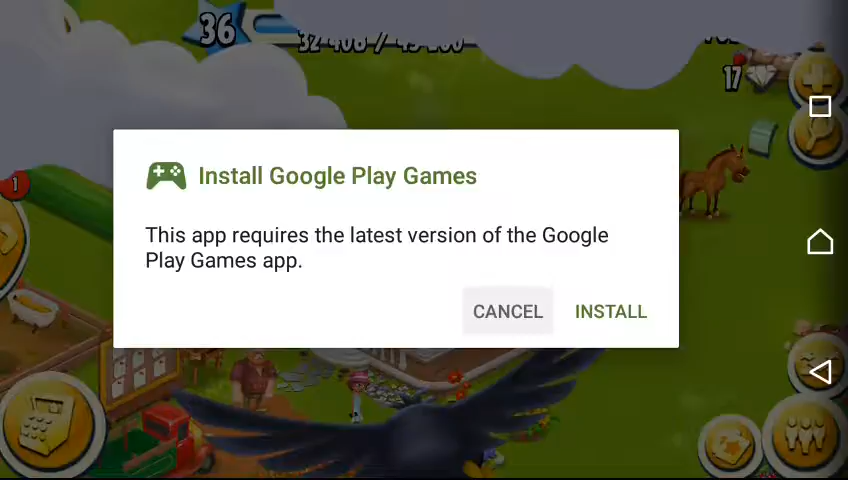 36
17
1
Install Google Play Games
This app requires the latest version of the Google
Play Games app.
CANCEL
INSTALL